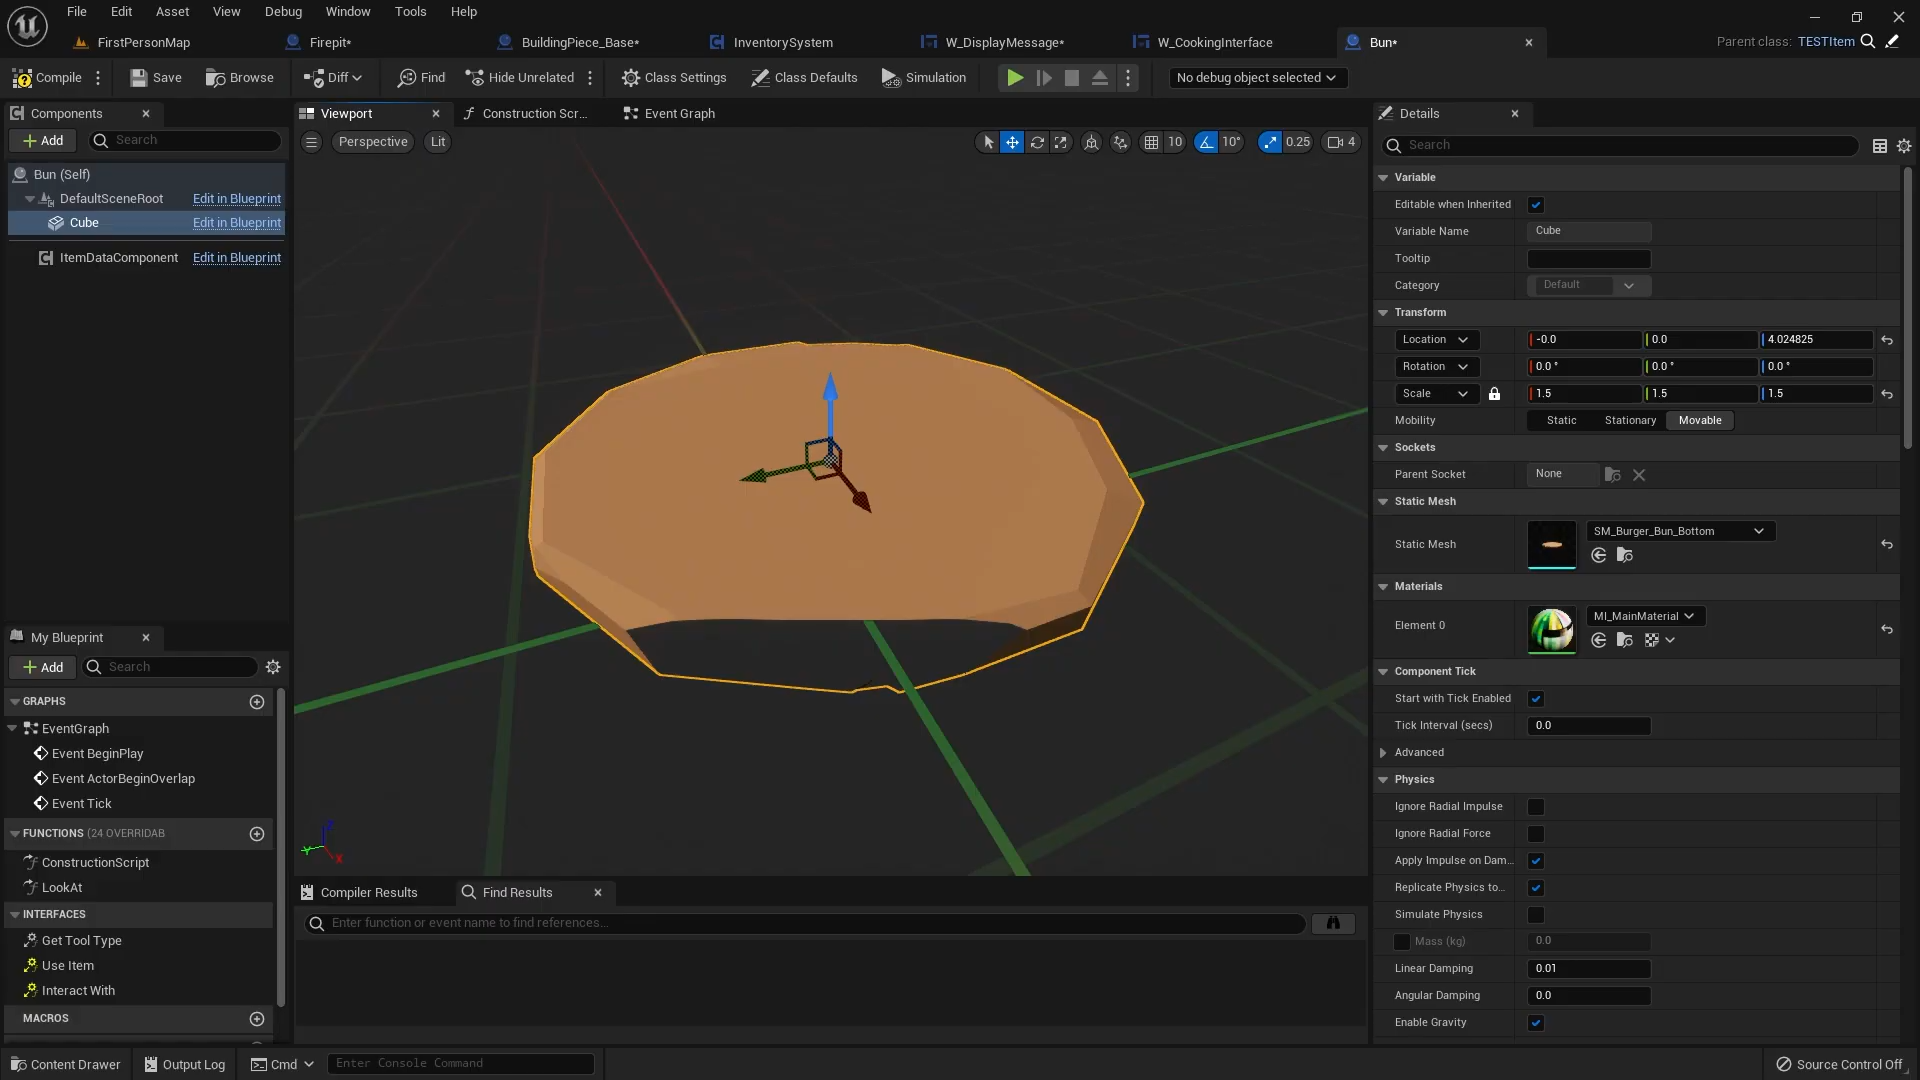 File Edit Asset View Debug Window Tools Help
FirstPersonMap Firepit* BuildingPiece_Base* InventorySystem W_DisplayMessage* W_CookingInterface Bun* Parent class: TESTItem
Compile Save Browse Diff Find Hide Unrelated Class Settings Class Defaults Simulation No debug object selected
Components
Add Search
Bun (Self)
DefaultSceneRoot Edit in Blueprint
Cube Edit in Blueprint
ItemDataComponent Edit in Blueprint
My Blueprint
Add Search
GRAPHS
EventGraph
Event BeginPlay
Event ActorBeginOverlap
Event Tick
FUNCTIONS (24 OVERRIDAB
ConstructionScript
LookAt
INTERFACES
Get Tool Type
Use Item
Interact With
MACROS
Viewport Construction Scr... Event Graph
Perspective Lit 10 10° 0.25 4
Z
Y
X
Compiler Results Find Results
Enter function or event name to find references...
Details
Search
Variable
Editable when Inherited
Variable Name Cube
Tooltip
Category Default
Transform
Location -0.0 0.0 4.024825
Rotation 0.0 ° 0.0 ° 0.0 °
Scale 1.5 1.5 1.5
Mobility Static Stationary Movable
Sockets
Parent Socket None
Static Mesh
Static Mesh SM_Burger_Bun_Bottom
Materials
Element 0 MI_MainMaterial
Component Tick
Start with Tick Enabled
Tick Interval (secs) 0.0
Advanced
Physics
Ignore Radial Impulse
Ignore Radial Force
Apply Impulse on Dam...
Replicate Physics to...
Simulate Physics
Mass (kg) 0.0
Linear Damping 0.01
Angular Damping 0.0
Enable Gravity
Content Drawer Output Log Cmd Enter Console Command Source Control Off